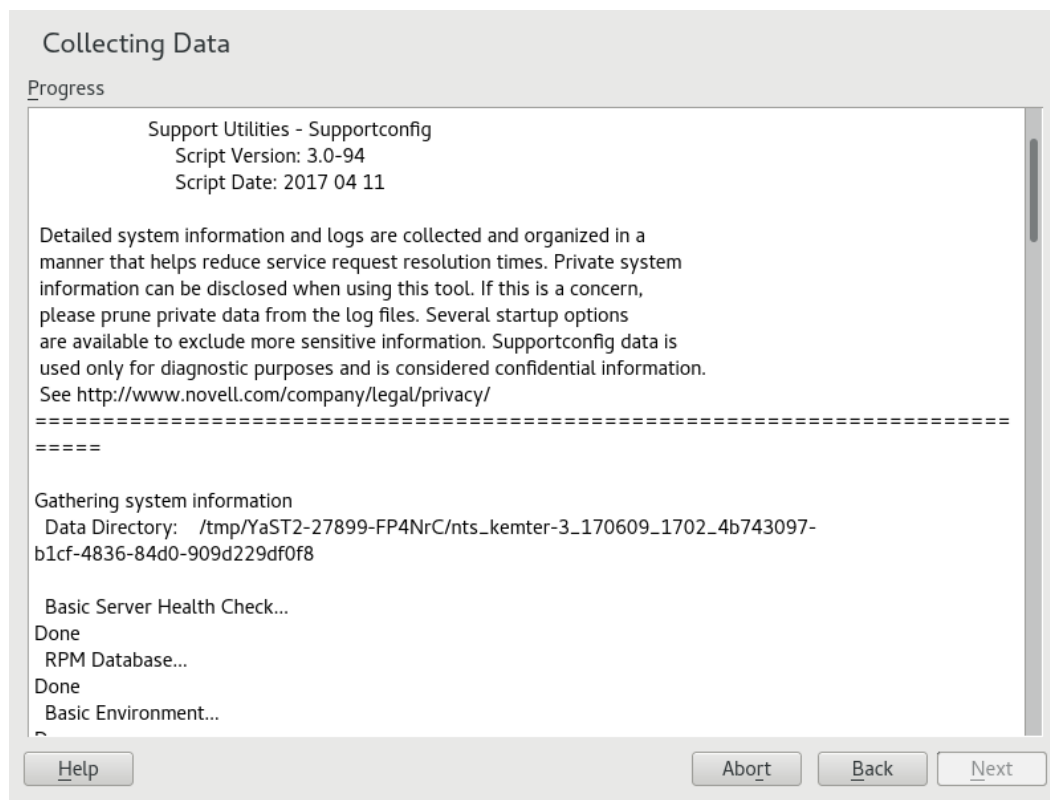 Collecting Data
Progress
Support Utilities - Supportconfig
Script Version: 3.0-94
Script Date: 2017 04 11
Detailed system information and logs are collected and organized in a
manner that helps reduce service request resolution times. Private system
information can be disclosed when using this tool. If this is a concern,
please prune private data from the log files. Several startup options
are available to exclude more sensitive information. Supportconfig data is
used only for diagnostic purposes and is considered confidential information.
See http://www.novell.com/company/legal/privacy/
=========================================================================
=====
Gathering system information
Data Directory: /tmp/YaST2-27899-FP4NrC/nts_kemter-3_170609_1702_4b743097-
b1cf-4836-84d0-909d229df0f8
Basic Server Health Check...
Done
RPM Database...
Done
Basic Environment...
Help
Abort
Back
Next